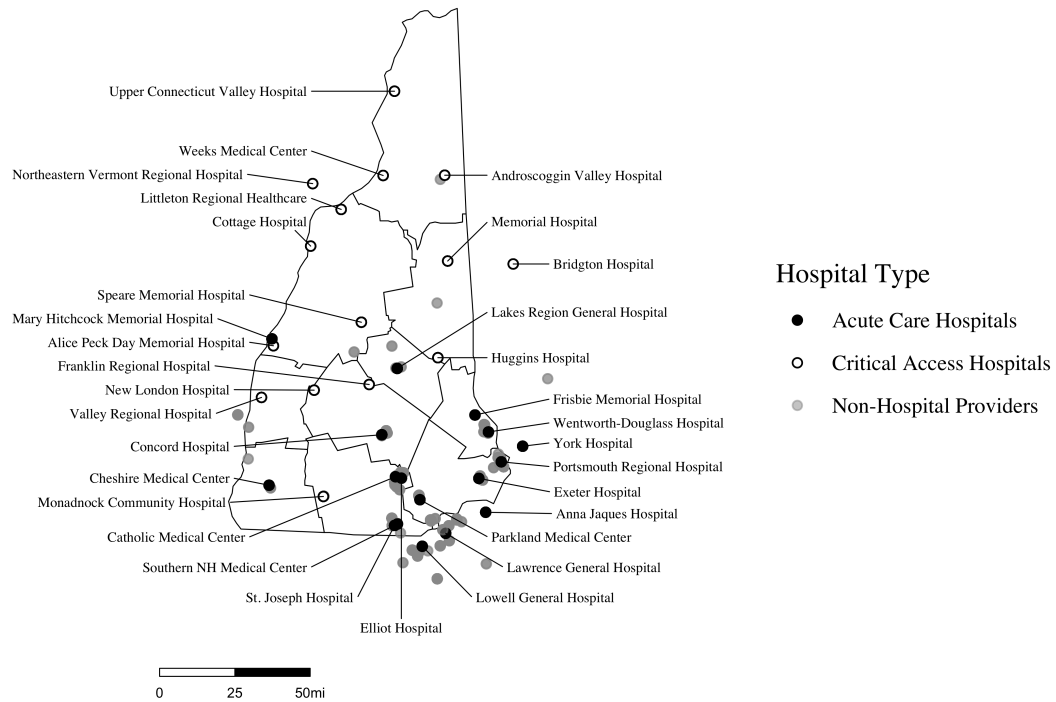 Upper Connecticut Valley Hospital
Weeks Medical Center
Northeastern Vermont Regional Hospital
Androscoggin Valley Hospital
Littleton Regional Healthcare
Cottage Hospital
Memorial Hospital
Bridgton Hospital
Hospital Type
Speare Memorial Hospital
Lakes Region General Hospital
Mary Hitchcock Memorial Hospital
Acute Care Hospitals
Alice Peck Day Memorial Hospital
Huggins Hospital
Critical Access Hospitals
Franklin Regional Hospital
New London Hospital
Frisbie Memorial Hospital
Non-Hospital Providers
Valley Regional Hospital
Wentworth-Douglass Hospital
Concord Hospital
York Hospital
Portsmouth Regional Hospital
Cheshire Medical Center
Exeter Hospital
Monadnock Community Hospital
Anna Jaques Hospital
Catholic Medical Center
Parkland Medical Center
Southern NH Medical Center
Lawrence General Hospital
St. Joseph Hospital
Lowell General Hospital
Elliot Hospital
0 25 50mi